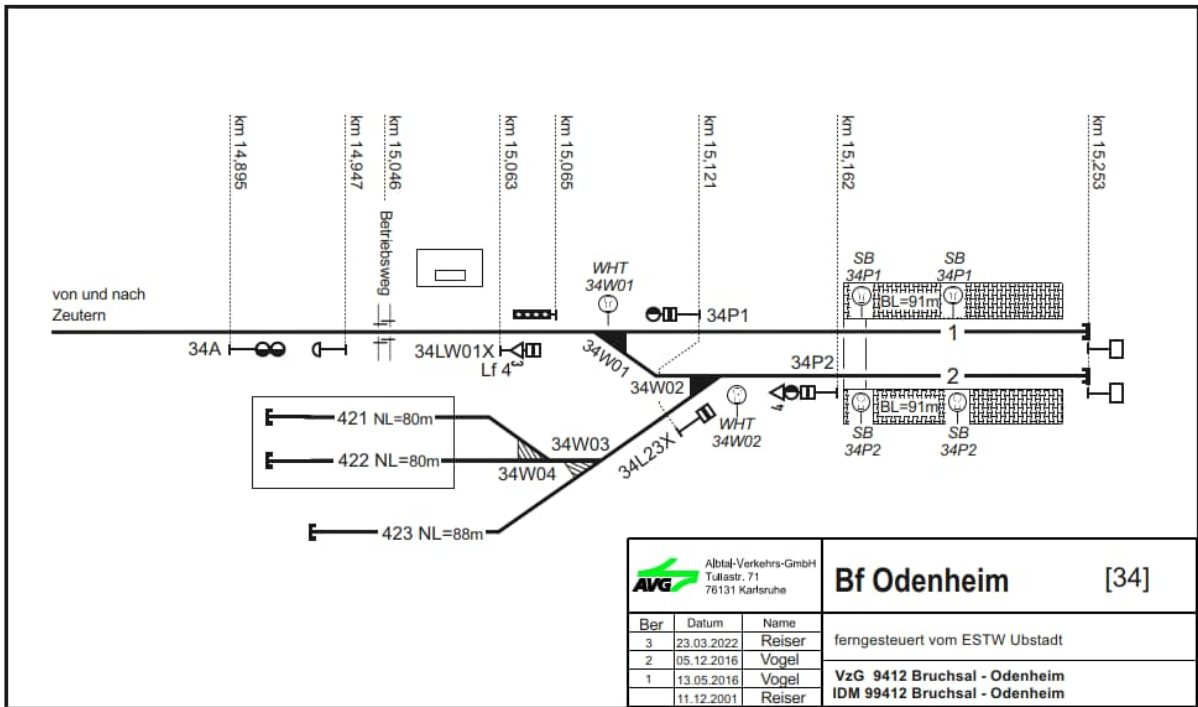 km 14,895
km 14,947
km 15,046
km 15,063
km 15,065
km 15,121
km 15,162
km 15,253
Betriebsweg
von und nach
Zeutern
WHT
34W01
SB
34P1
SB
34P1
BL=91m
34P1
1
34A
34LW01X
Lf 4
3
34W01
34P2
34W02
2
4
BL=91m
WHT
34W02
SB
34P2
SB
34P2
421 NL=80m
34W03
34L23X
422 NL=80m
34W04
423 NL=88m
AVG
Albtal-Verkehrs-GmbH
Tullastr. 71
76131 Karlsruhe
Bf Odenheim [34]
Ber Datum Name
3 23.03.2022 Reiser
2 05.12.2016 Vogel
1 13.05.2016 Vogel
11.12.2001 Reiser
ferngesteuert vom ESTW Ubstadt
VzG 9412 Bruchsal - Odenheim
IDM 99412 Bruchsal - Odenheim